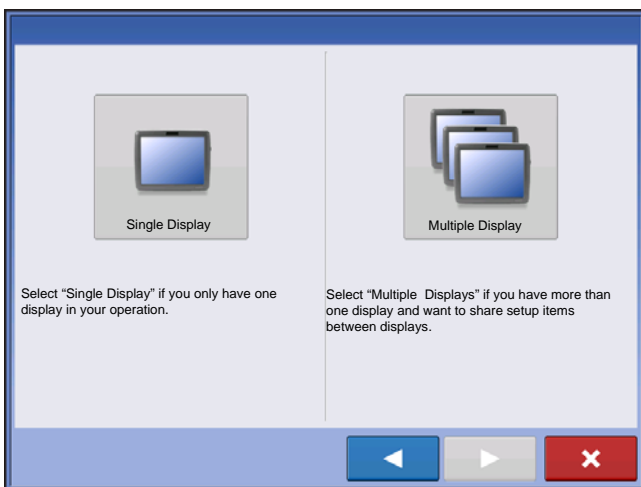 Single Display
Select “Single Display” if you only have one
display in your operation.
Multiple Display
Select “Multiple  Displays” if you have more than
one display and want to share setup items
between displays.